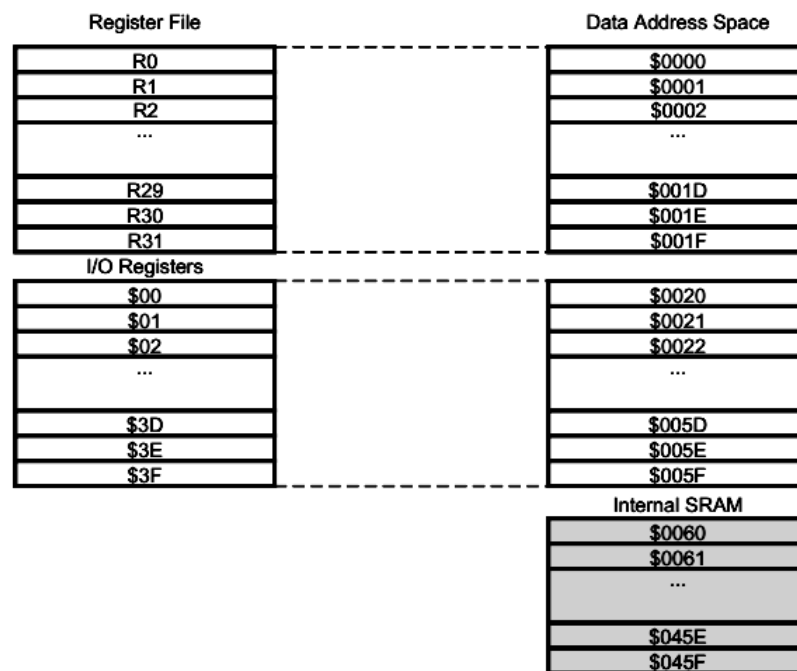 Register File Data Address Space
R0 $0000
R1 $0001
R2 $0002
... ...
R29 $001D
R30 $001E
R31 $001F
I/O Registers
$00 $0020
$01 $0021
$02 $0022
... ...
$3D $005D
$3E $005E
$3F $005F
Internal SRAM
$0060
$0061
...
$045E
$045F